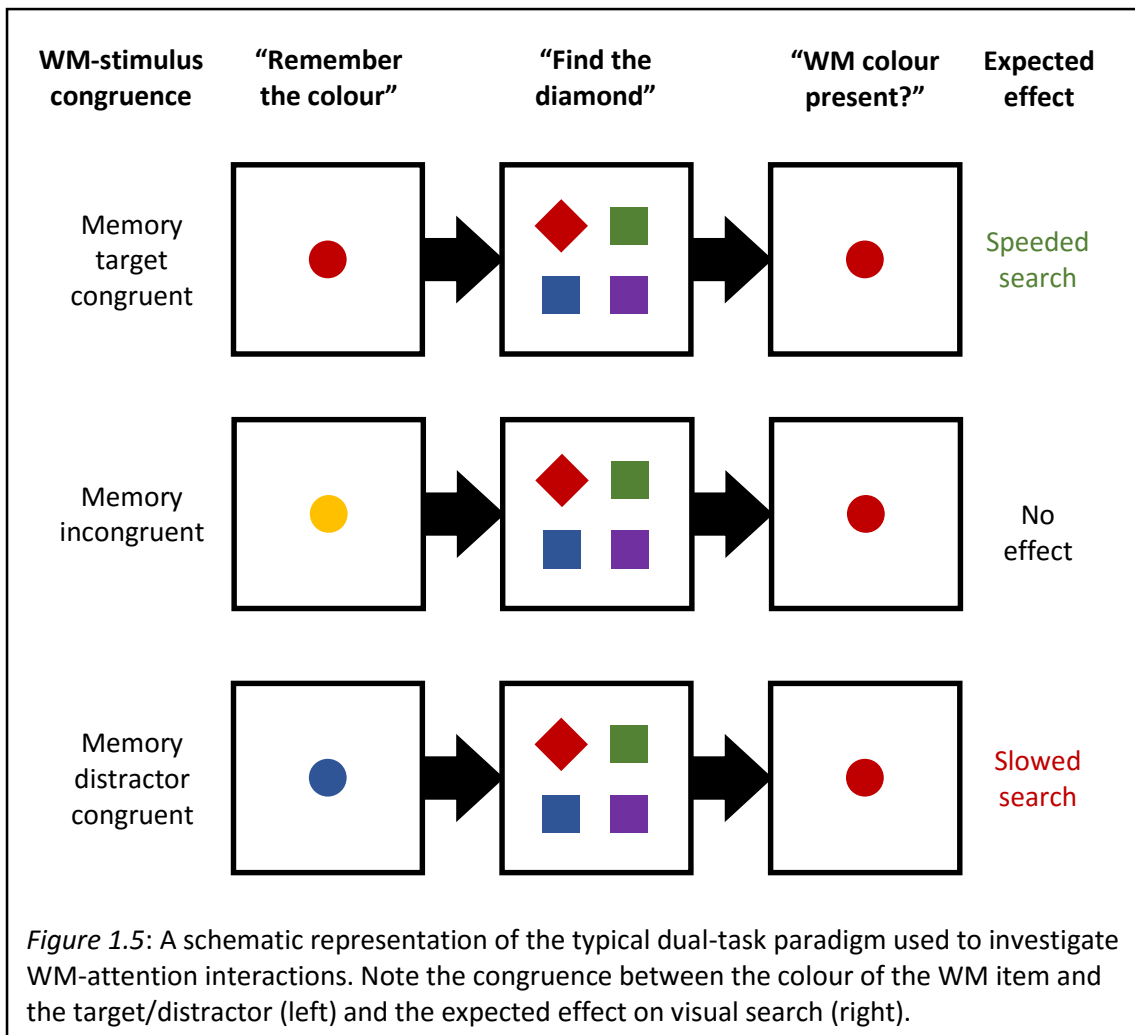 WM-stimulus
congruence
“Remember
the colour”
“Find the
diamond”
“WM colour
present?”
Expected
effect
Memory
target
congruent
Speeded
search
Memory
incongruent
No
effect
Memory
distractor
congruent
Slowed
search
Figure 1.5: A schematic representation of the typical dual-task paradigm used to investigate
WM-attention interactions. Note the congruence between the colour of the WM item and
the target/distractor (left) and the expected effect on visual search (right).